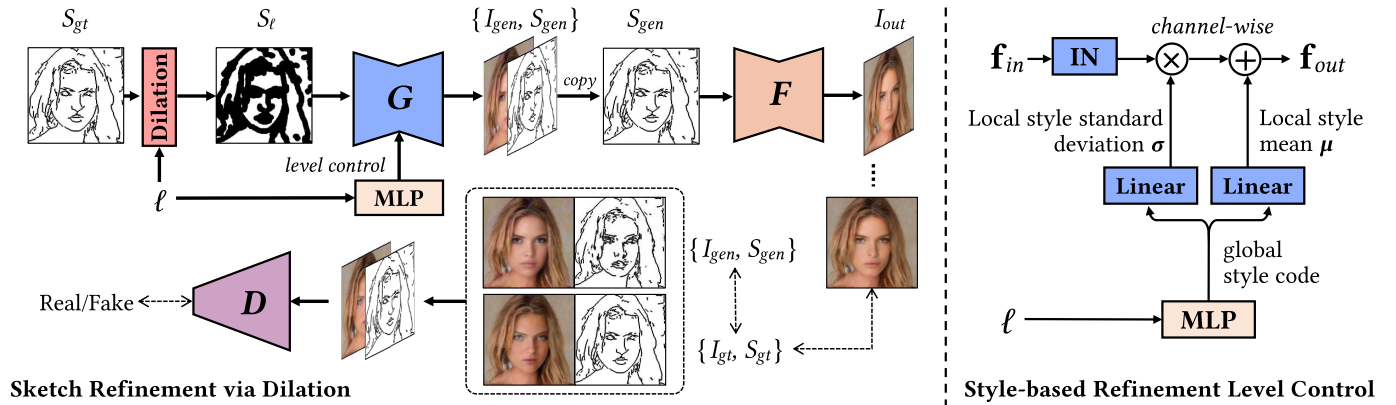 S_gt
S_ℓ
{I_gen, S_gen}
S_gen
I_out
Dilation
G
copy
F
level control
ℓ
MLP
{I_gen, S_gen}
Real/Fake
D
{I_gt, S_gt}
Sketch Refinement via Dilation
channel-wise
f_in
IN
×
+
f_out
Local style standard
deviation σ
Local style
mean μ
Linear
Linear
global
style code
ℓ
MLP
Style-based Refinement Level Control